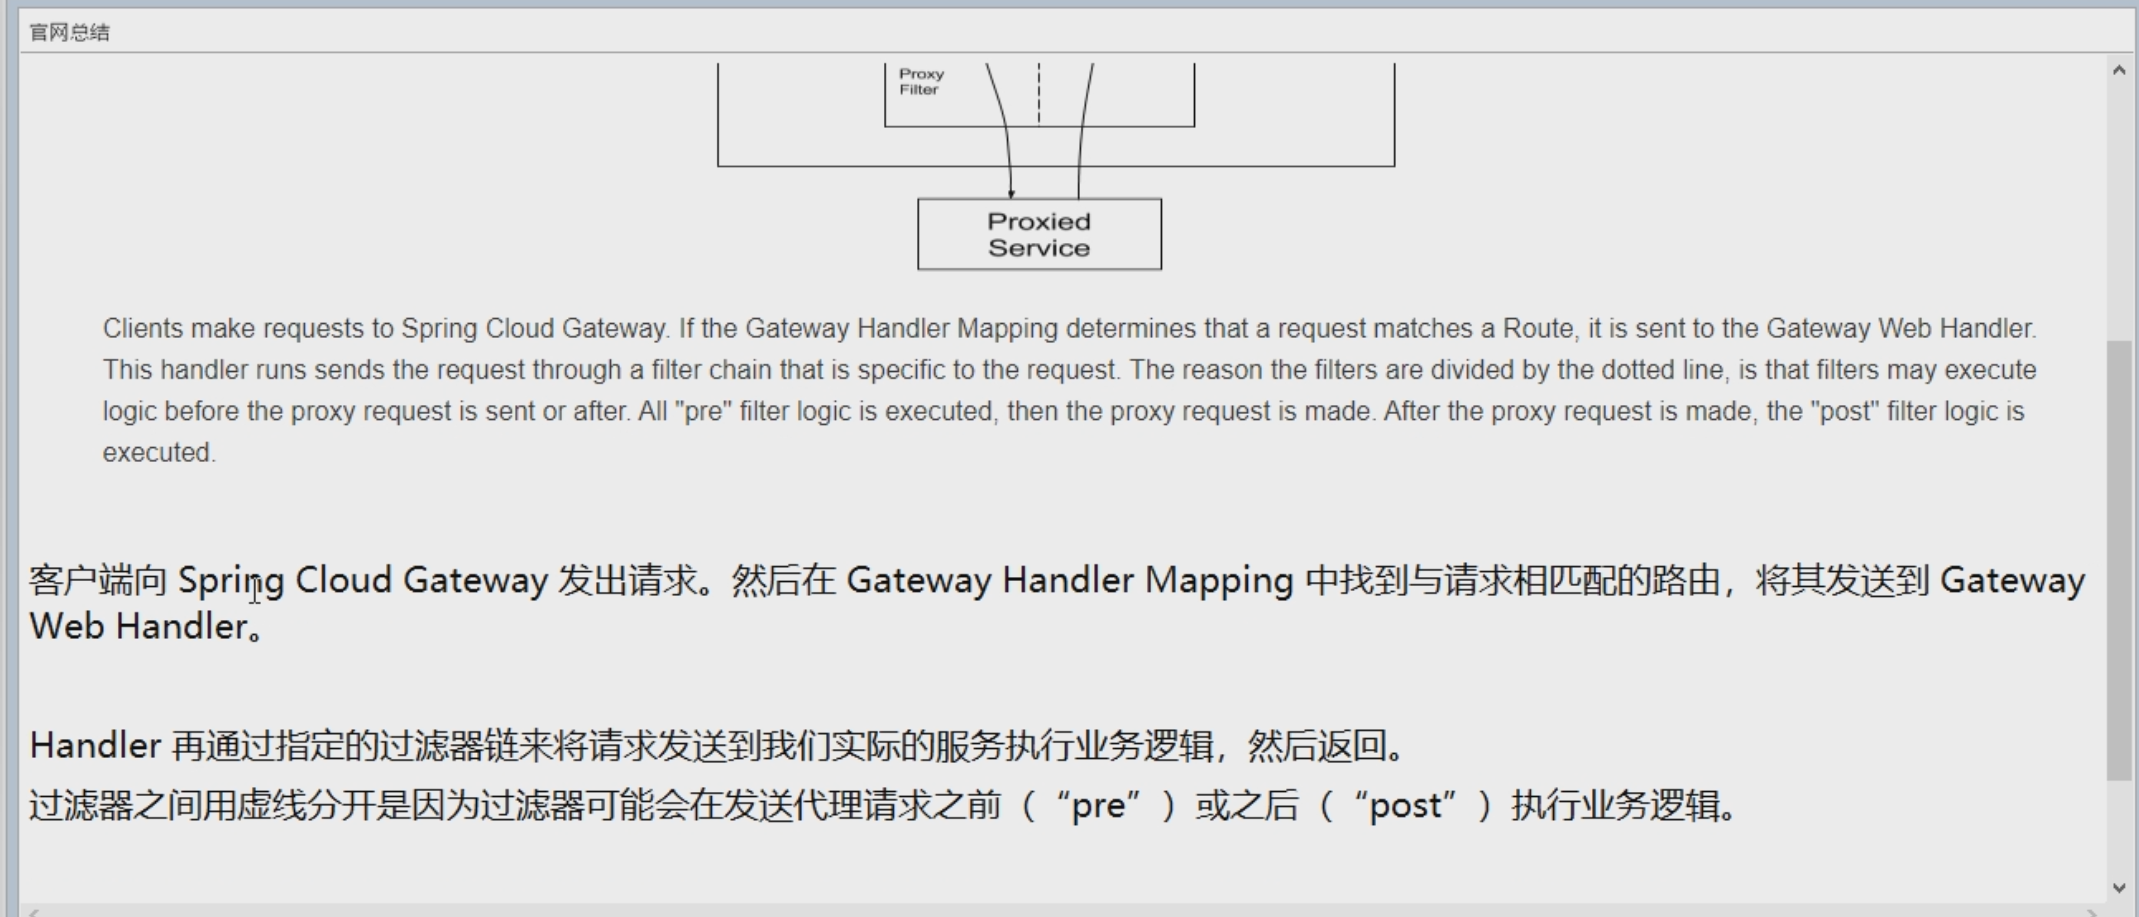 官网总结
Proxy
Filter
Proxied
Service
Clients make requests to Spring Cloud Gateway. If the Gateway Handler Mapping determines that a request matches a Route, it is sent to the Gateway Web Handler.
This handler runs sends the request through a filter chain that is specific to the request. The reason the filters are divided by the dotted line, is that filters may execute
logic before the proxy request is sent or after. All "pre" filter logic is executed, then the proxy request is made. After the proxy request is made, the "post" filter logic is
executed.
客户端向 Spring Cloud Gateway 发出请求。然后在 Gateway Handler Mapping 中找到与请求相匹配的路由，将其发送到 Gateway
Web Handler。
Handler 再通过指定的过滤器链来将请求发送到我们实际的服务执行业务逻辑，然后返回。
过滤器之间用虚线分开是因为过滤器可能会在发送代理请求之前（“pre”）或之后（“post”）执行业务逻辑。